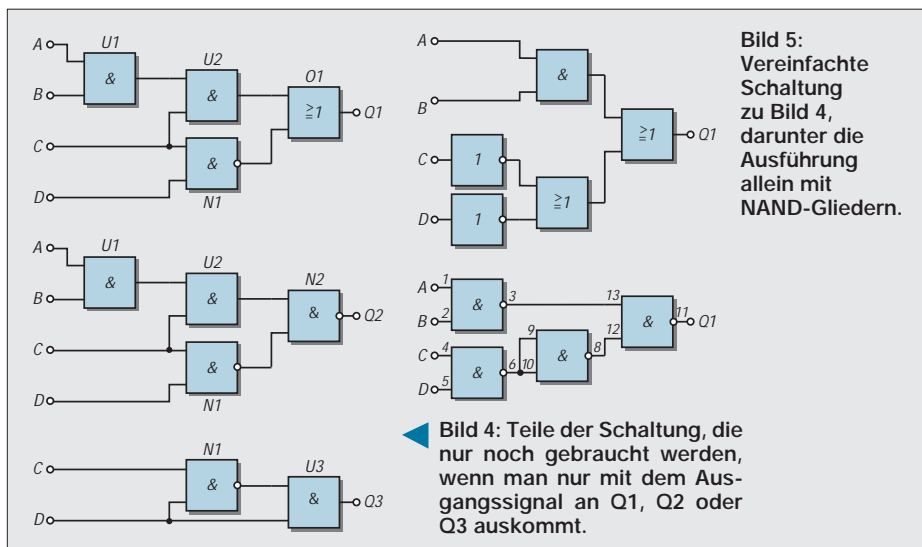 U1
A
&
B
U2
&
C
&
D
N1
O1
≥1
Q1
U1
A
&
B
U2
&
C
&
D
N1
N2
&
Q2
N1
C
&
U3
&
D
Q3
A
&
B
≥1
Q1
C
1
≥1
D
1
Bild 5:
Vereinfachte
Schaltung
zu Bild 4,
darunter die
Ausführung
allein mit
NAND-Gliedern.
A 1
& 3
B 2
13
& 11 Q1
12
C 4
& 6
D 5
9
& 8
10
Bild 4: Teile der Schaltung, die
nur noch gebraucht werden,
wenn man nur mit dem Aus-
gangssignal an Q1, Q2 oder
Q3 auskommt.